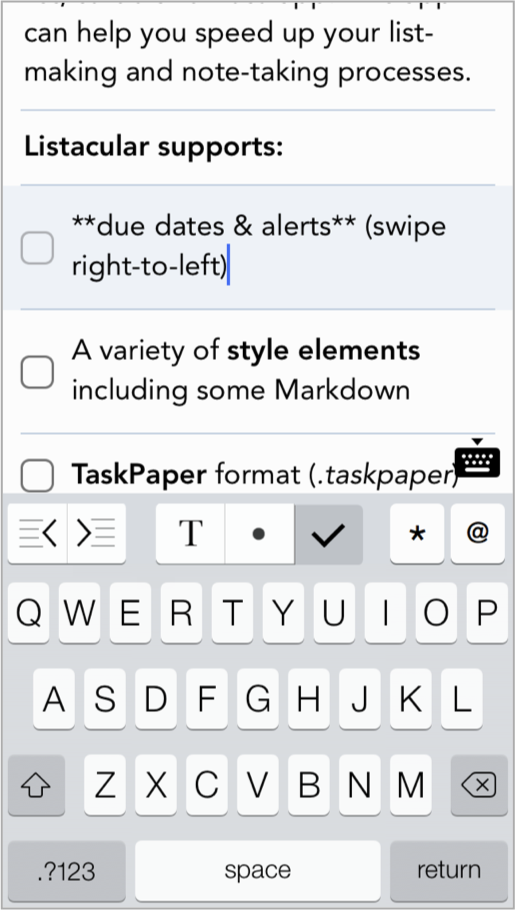 can help you speed up your list-
making and note-taking processes.
Listacular supports:
**due dates & alerts** (swipe
right-to-left)
A variety of style elements
including some Markdown
TaskPaper format (.taskpaper)
T * @
Q W E R T Y U I O P
A S D F G H J K L
Z X C V B N M
.?123 space return